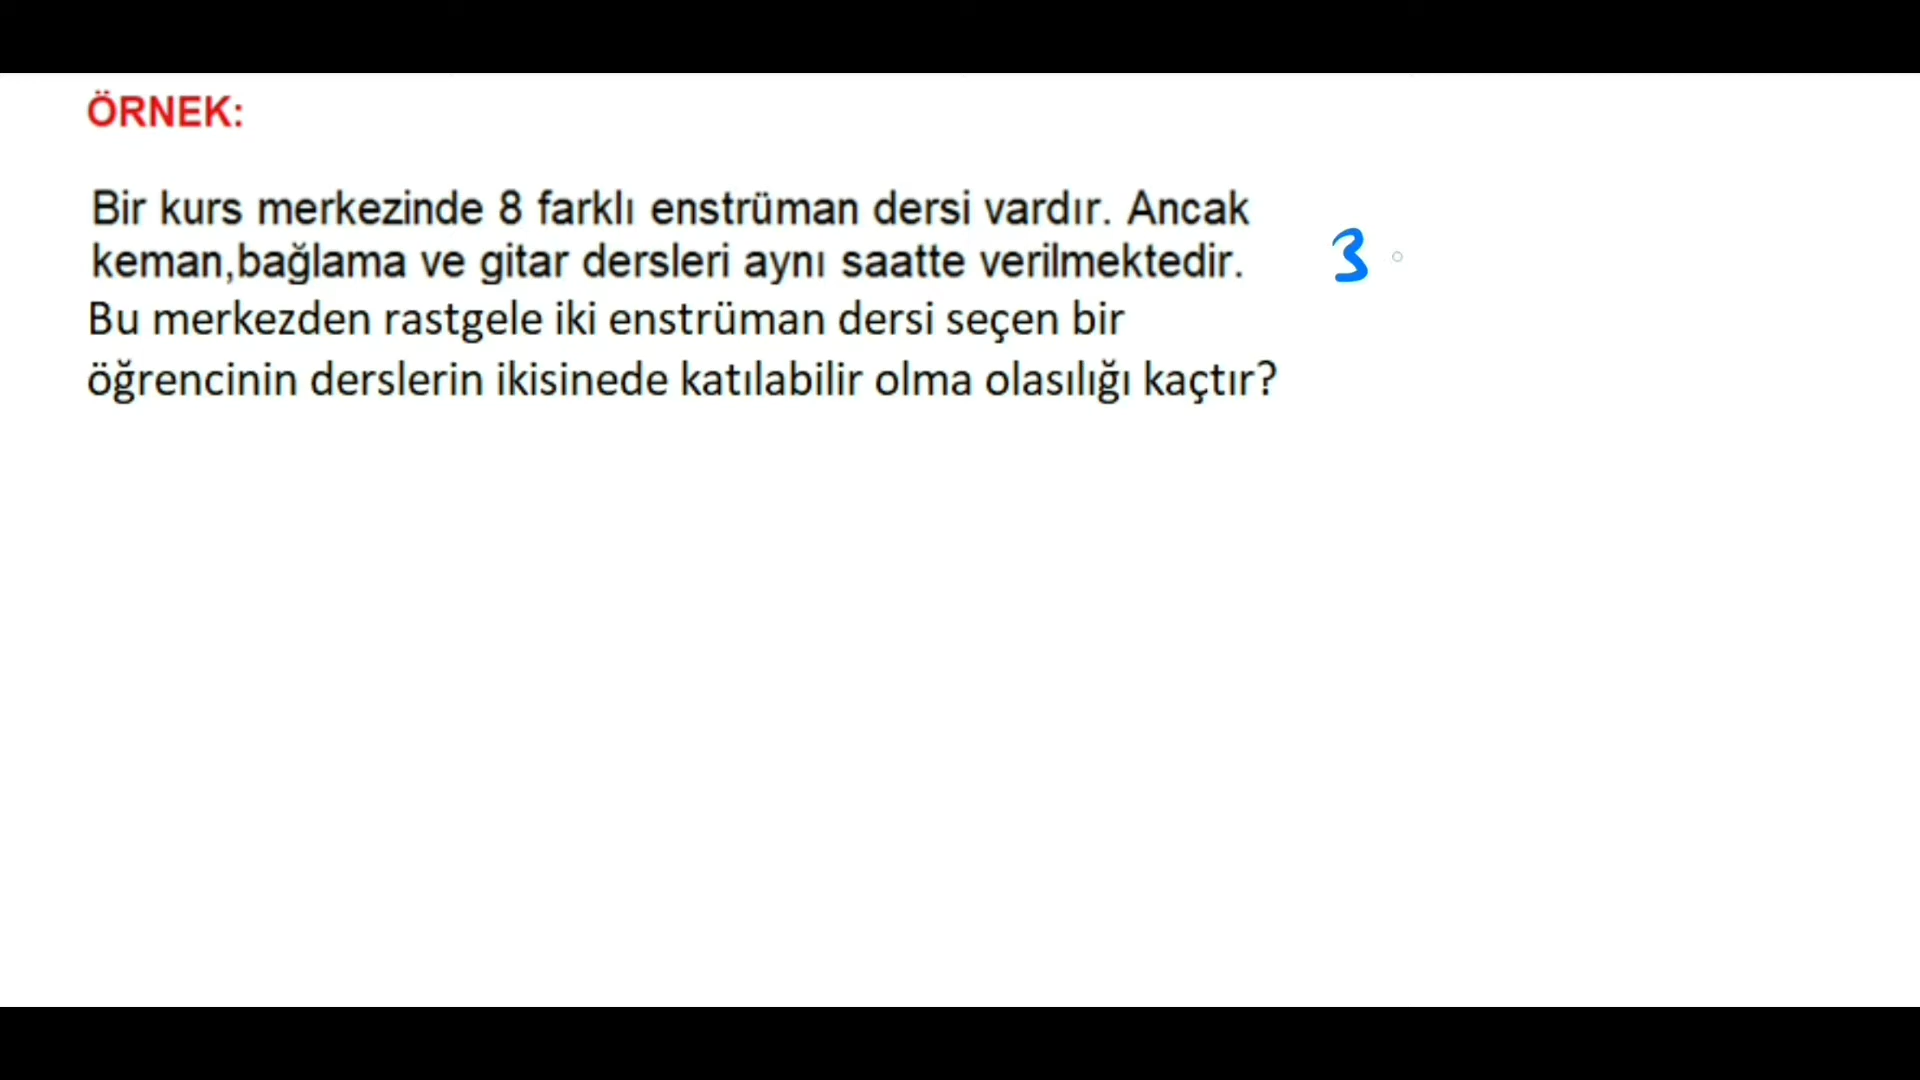 ÖRNEK:
Bir kurs merkezinde 8 farklı enstrüman dersi vardır. Ancak
keman,bağlama ve gitar dersleri aynı saatte verilmektedir. 3
Bu merkezden rastgele iki enstrüman dersi seçen bir
öğrencinin derslerin ikisinede katılabilir olma olasılığı kaçtır?